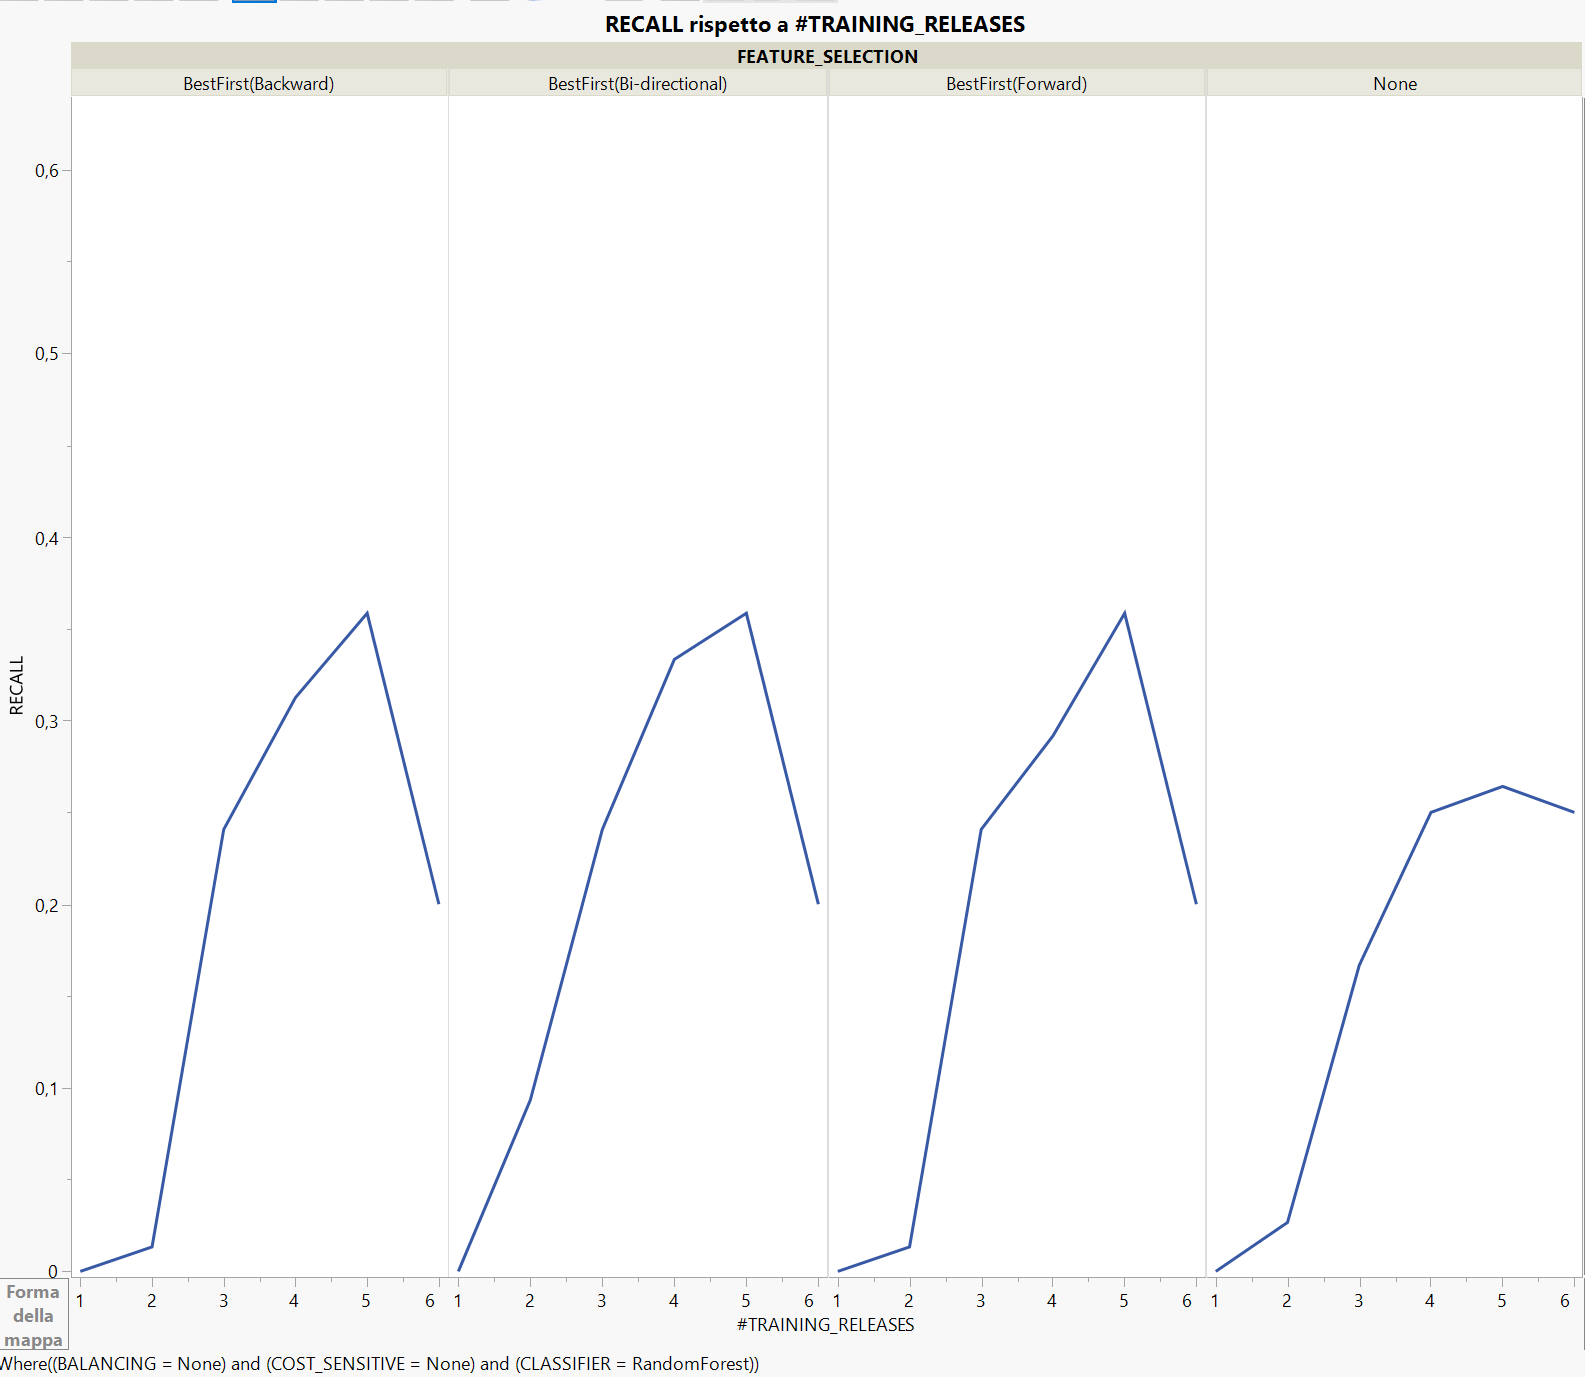 RECALL rispetto a #TRAINING_RELEASES
FEATURE_SELECTION
BestFirst(Backward) BestFirst(Bi-directional) BestFirst(Forward) None
0,6
0,5
0,4
0,3
0,2
0,1
0
RECALL
1 2 3 4 5 6 1 2 3 4 5 6 1 2 3 4 5 6 1 2 3 4 5 6
#TRAINING_RELEASES
Forma
della
mappa
Where((BALANCING = None) and (COST_SENSITIVE = None) and (CLASSIFIER = RandomForest))